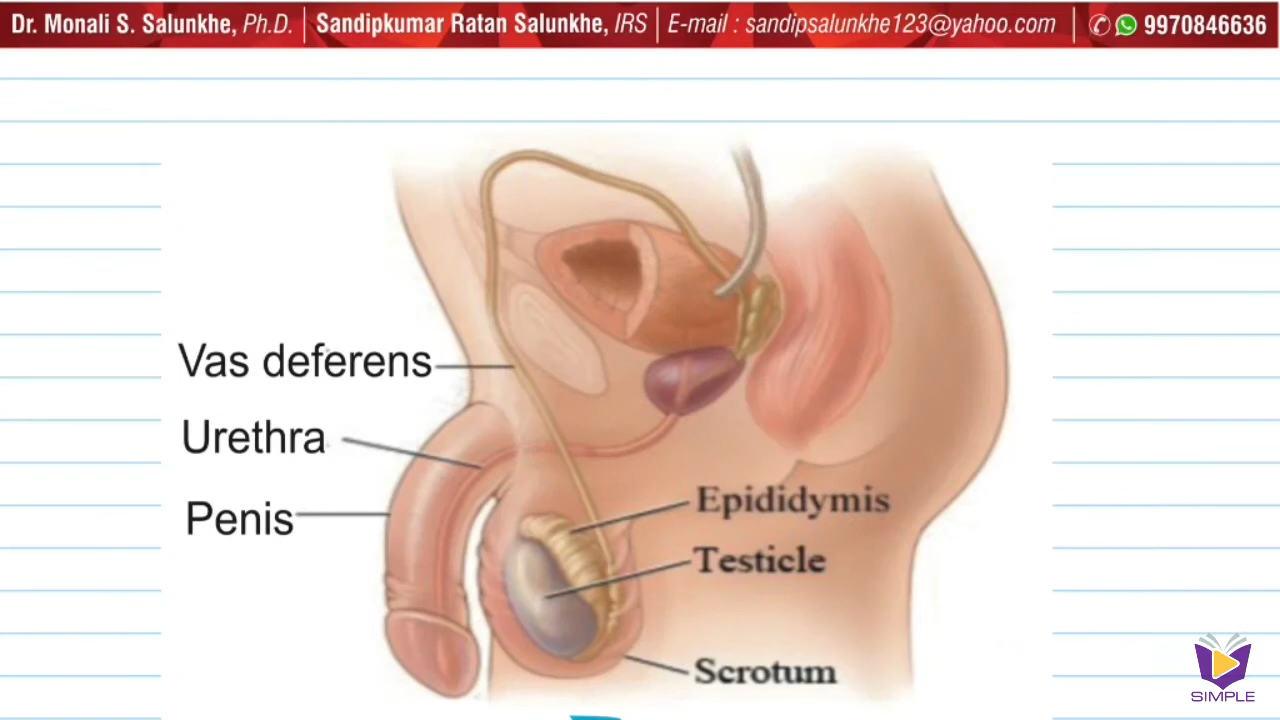 Dr. Monali S. Salunkhe, Ph.D. | Sandipkumar Ratan Salunkhe, IRS | E-mail : sandipsalunkhe123@yahoo.com | 9970846636
Vas deferens
Urethra
Penis
Epididymis
Testicle
Scrotum
SIMPLE